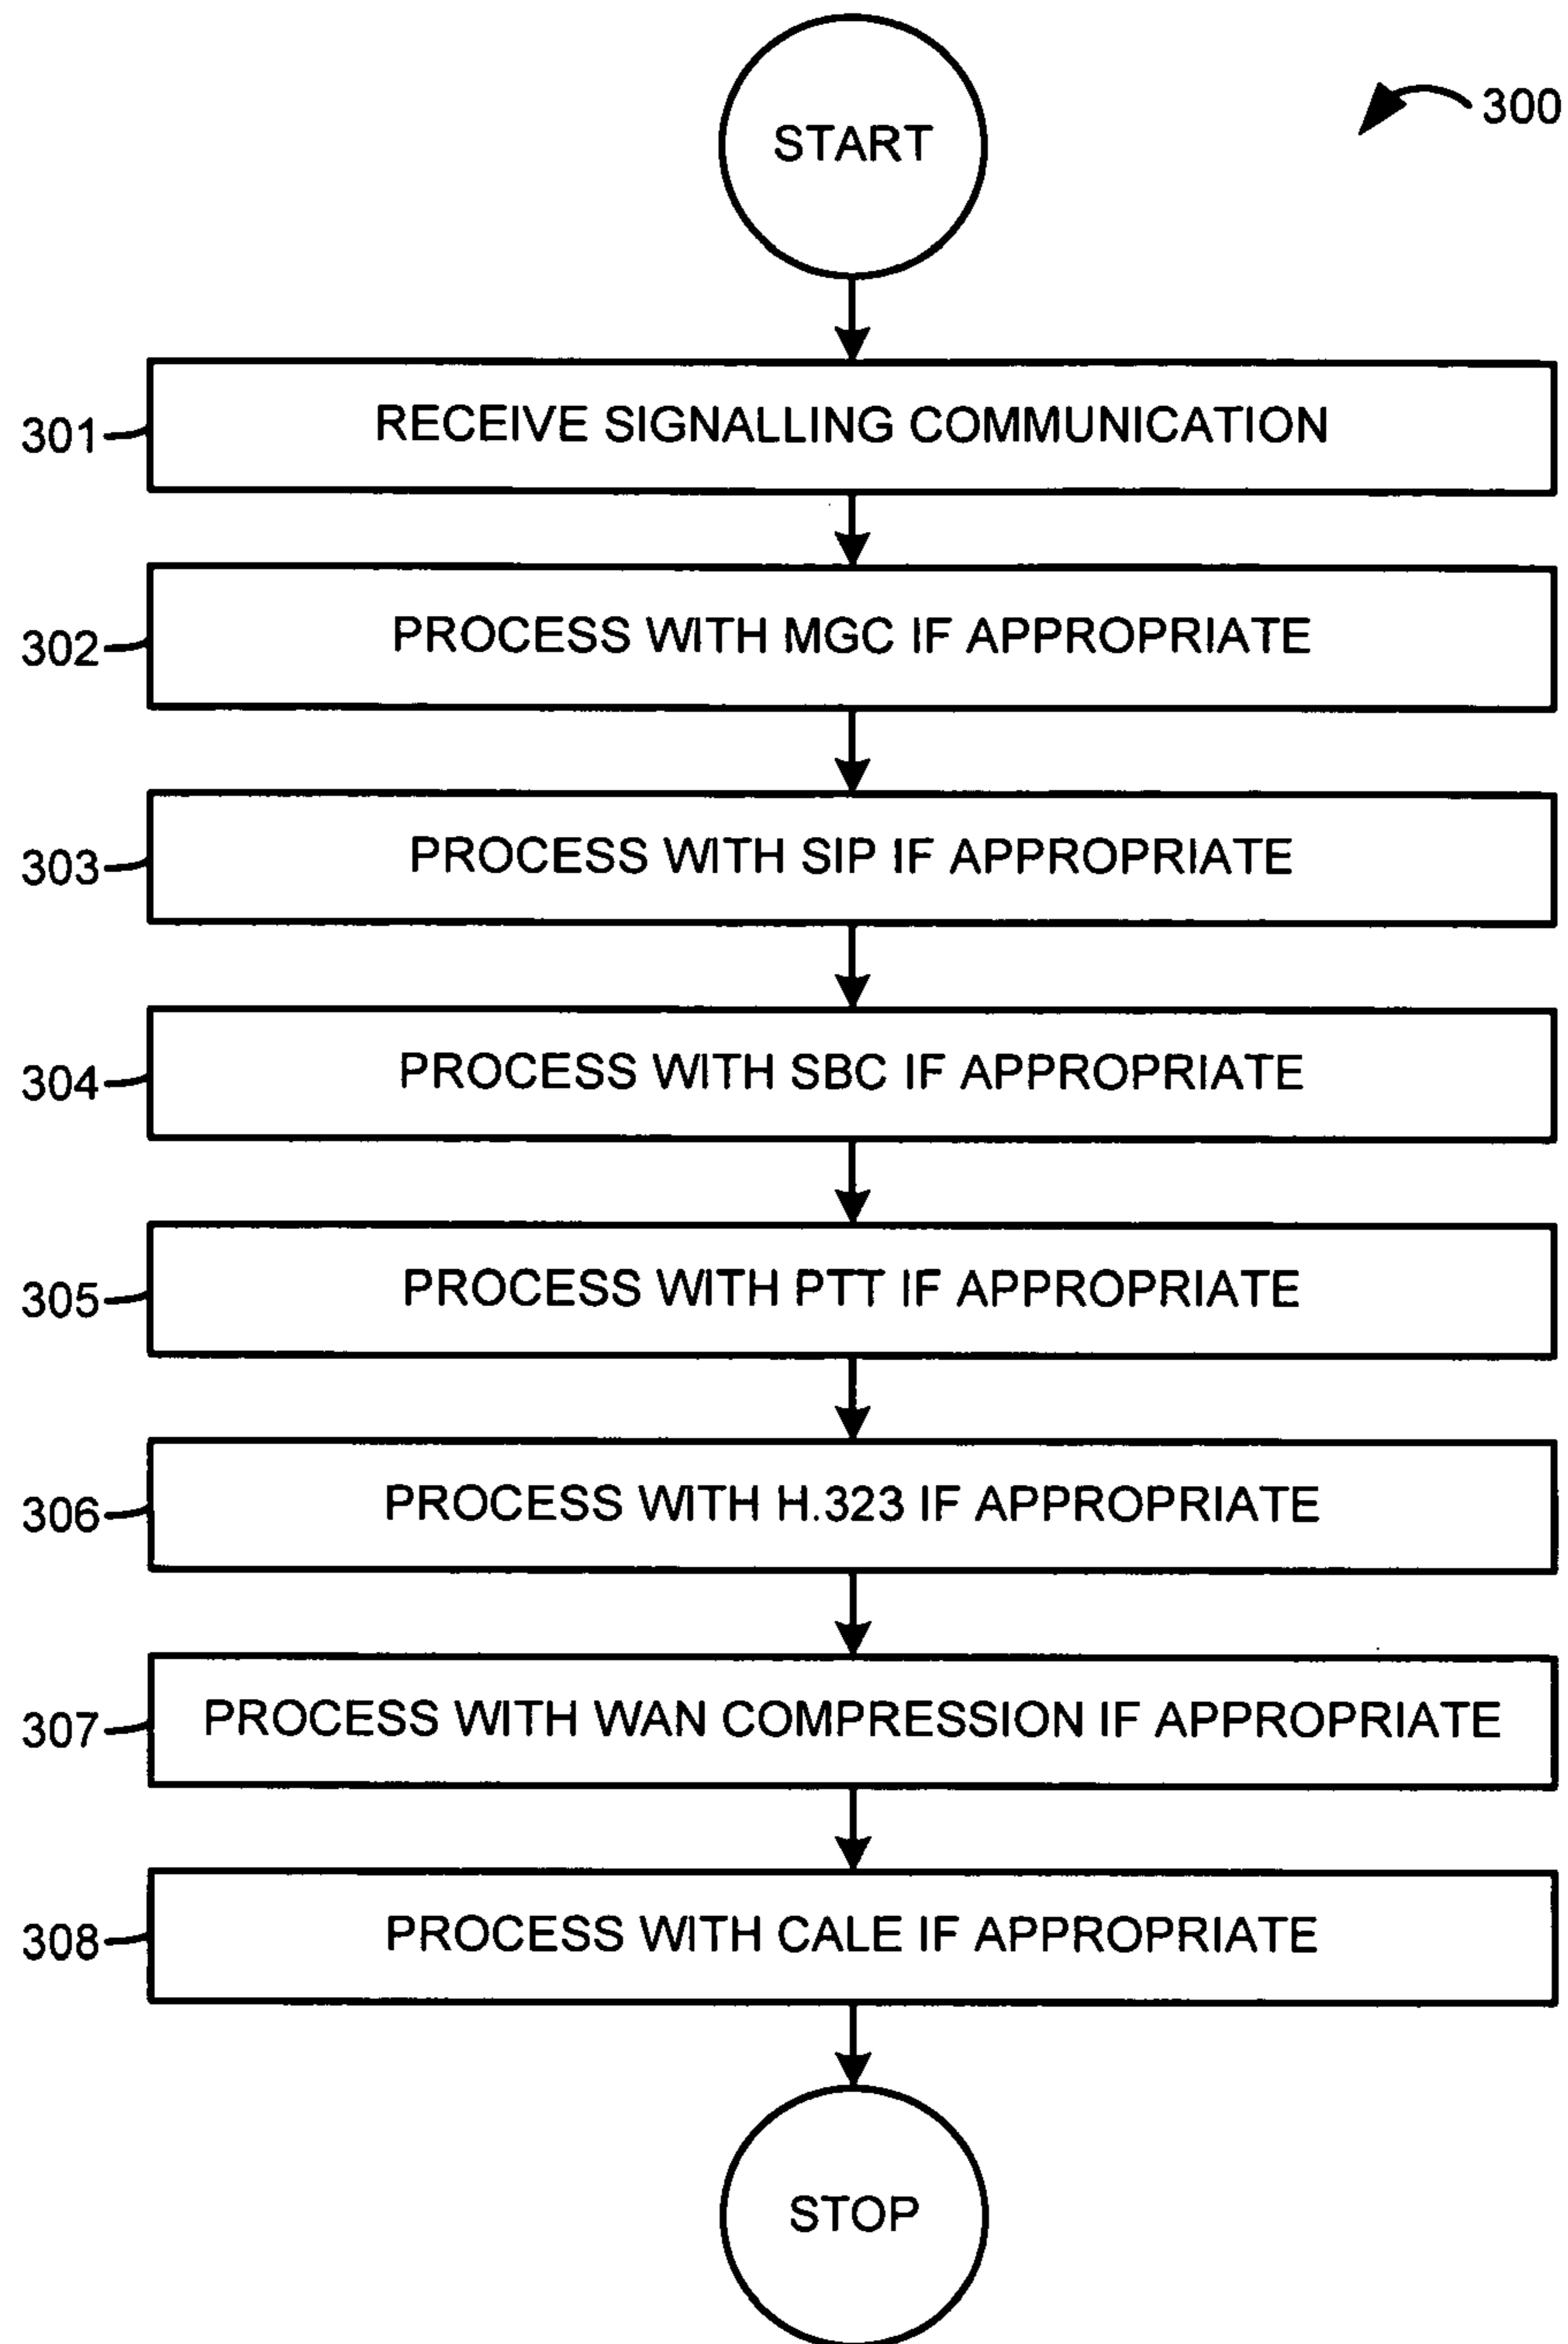 START
300
301
RECEIVE SIGNALLING COMMUNICATION
302
PROCESS WITH MGC IF APPROPRIATE
303
PROCESS WITH SIP IF APPROPRIATE
304
PROCESS WITH SBC IF APPROPRIATE
305
PROCESS WITH PTT IF APPROPRIATE
306
PROCESS WITH H.323 IF APPROPRIATE
307
PROCESS WITH WAN COMPRESSION IF APPROPRIATE
308
PROCESS WITH CALE IF APPROPRIATE
STOP